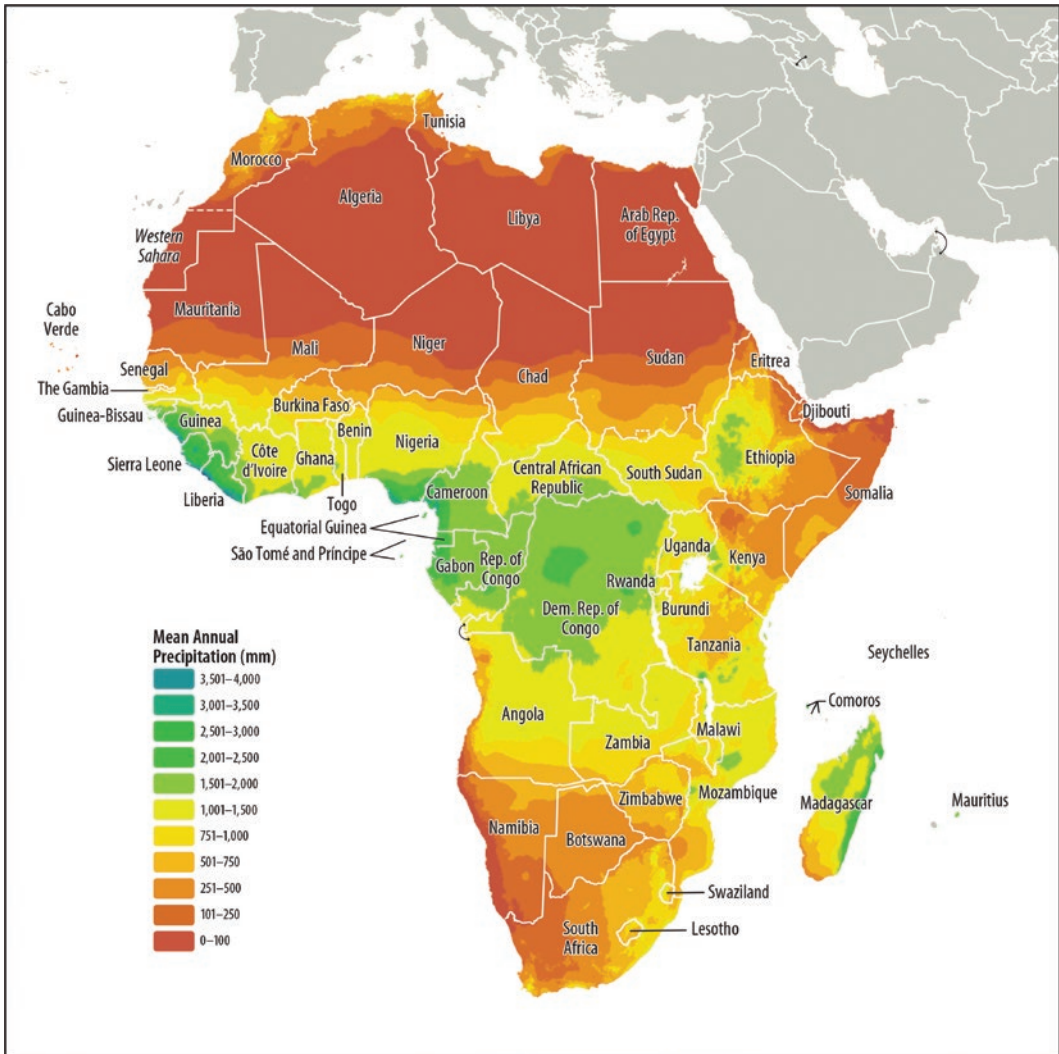 Tunisia
Morocco
Algeria
Libya
Arab Rep.
of Egypt
Western
Sahara
Cabo
Verde
Mauritania
Mali
Niger
Chad
Sudan
Eritrea
Senegal
The Gambia
Guinea-Bissau
Guinea
Burkina Faso
Benin
Nigeria
Djibouti
Ethiopia
Somalia
Côte
d'Ivoire
Ghana
Sierra Leone
Liberia
Togo
Cameroon
Central African
Republic
South Sudan
Equatorial Guinea
São Tomé and Príncipe
Gabon
Rep. of
Congo
Uganda
Kenya
Rwanda
Burundi
Dem. Rep. of
Congo
Tanzania
Seychelles
Comoros
Angola
Zambia
Malawi
Mozambique
Madagascar
Mauritius
Zimbabwe
Namibia
Botswana
Swaziland
Lesotho
South
Africa
Mean Annual
Precipitation (mm)
3,501–4,000
3,001–3,500
2,501–3,000
2,001–2,500
1,501–2,000
1,001–1,500
751–1,000
501–750
251–500
101–250
0–100